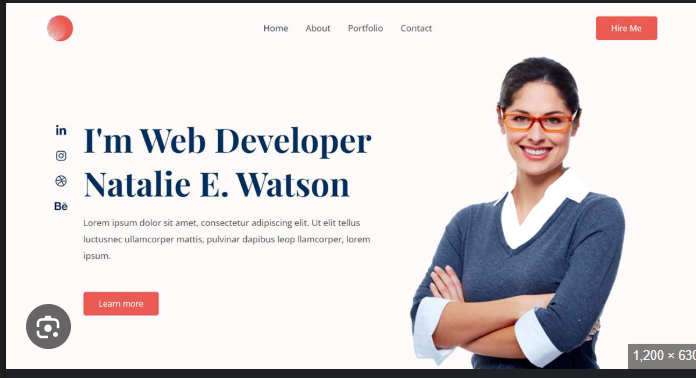 Home About Portfolio Contact
Hire Me
in
I'm Web Developer
Natalie E. Watson
Bē
Lorem ipsum dolor sit amet, consectetur adipiscing elit. Ut elit tellus
luctusnec ullamcorper mattis, pulvinar dapibus leop llamcorper, lorem
ipsum.
Learn more
1,200 × 630